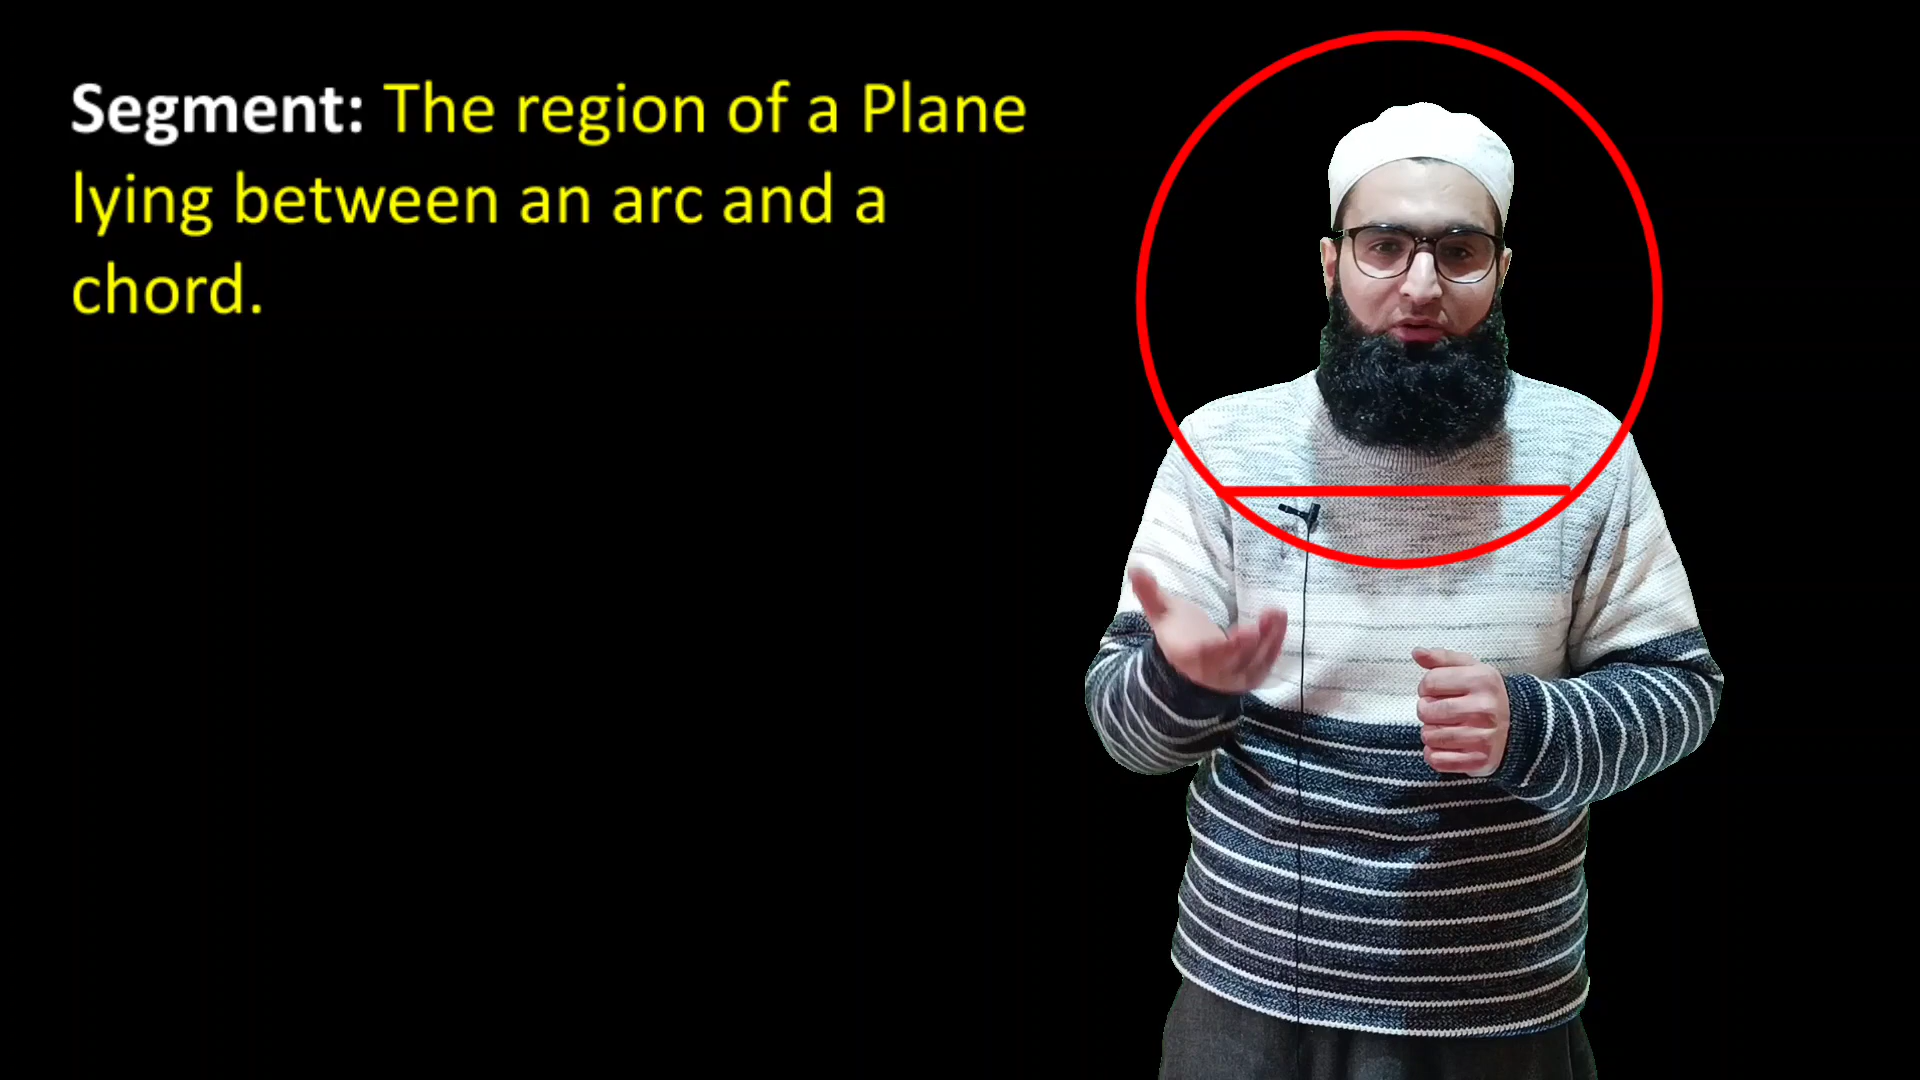 Segment: The region of a Plane
lying between an arc and a
chord.